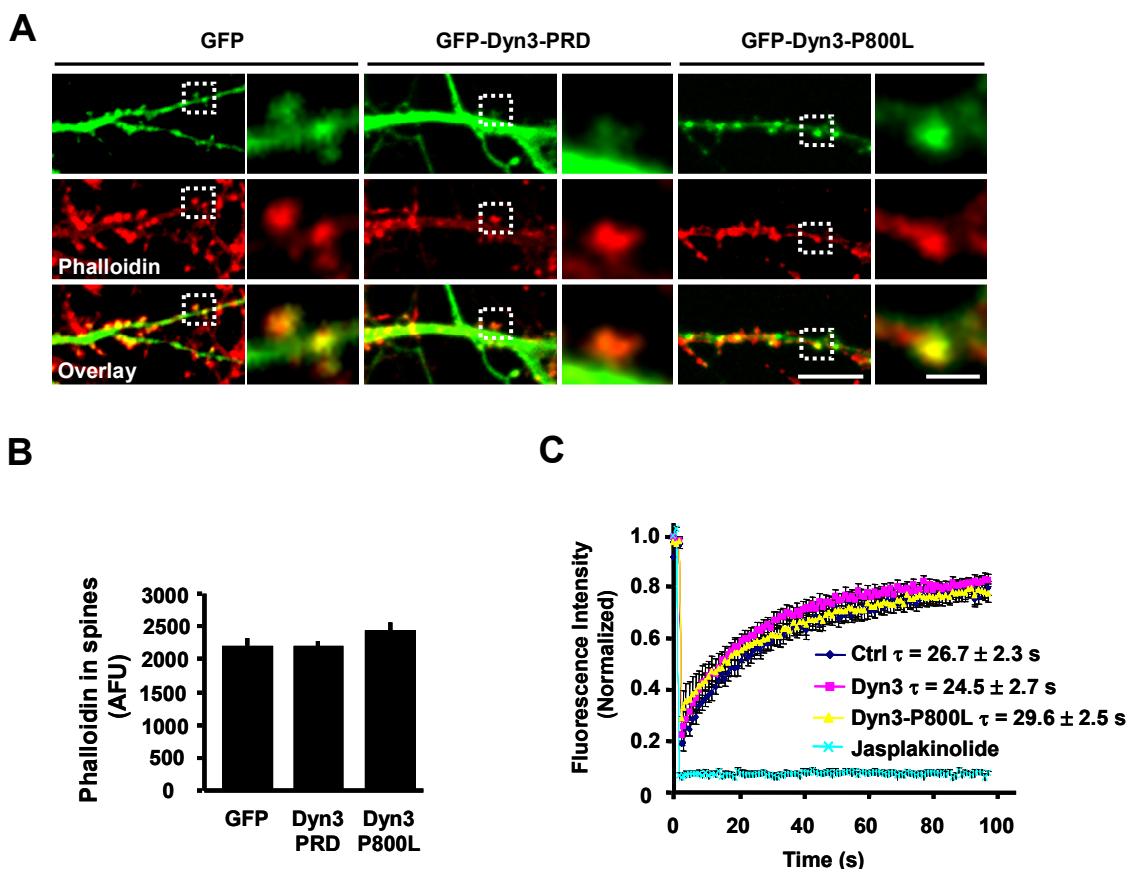 A
GFP
GFP-Dyn3-PRD
GFP-Dyn3-P800L
Phalloidin
Overlay
B
Phalloidin in spines
(AFU)
3000
2500
2000
1500
1000
500
0
GFP
Dyn3
PRD
Dyn3
P800L
C
Fluorescence Intensity
(Normalized)
1.0
0.8
0.6
0.4
0.2
0
Ctrl τ = 26.7 ± 2.3 s
Dyn3 τ = 24.5 ± 2.7 s
Dyn3-P800L τ = 29.6 ± 2.5 s
Jasplakinolide
0 20 40 60 80 100
Time (s)